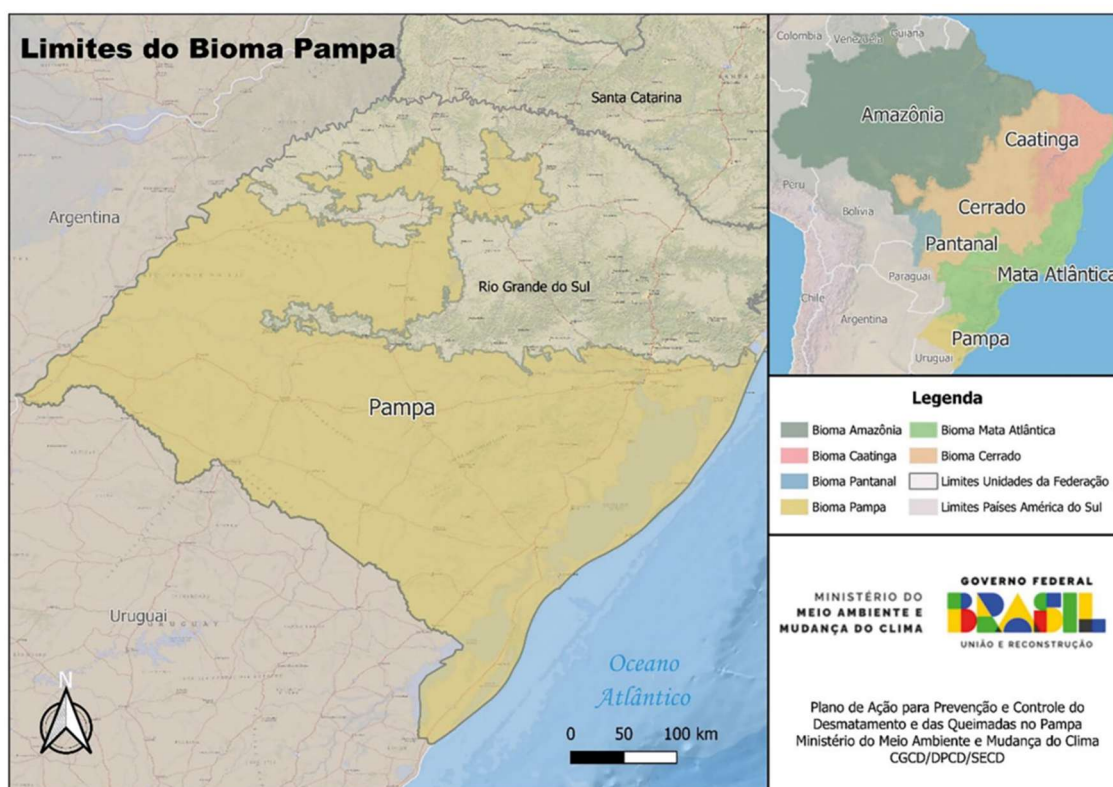 Limites do Bioma Pampa
Santa Catarina
Argentina
Rio Grande do Sul
Pampa
Uruguai
URUGUAY
Oceano
Atlântico
N
0 50 100 km
Colombia
Venezuela
Guiana
Amazônia
Caatinga
Peru
Bolívia
Cerrado
Pantanal
Paraguai
Mata Atlântica
Chile
Argentina
Pampa
Uruguai
Legenda
Bioma Amazônia
Bioma Mata Atlântica
Bioma Caatinga
Bioma Cerrado
Bioma Pantanal
Limites Unidades da Federação
Bioma Pampa
Limites Países América do Sul
MINISTÉRIO DO
MEIO AMBIENTE E
MUDANÇA DO CLIMA
GOVERNO FEDERAL
BRASIL
UNIÃO E RECONSTRUÇÃO
Plano de Ação para Prevenção e Controle do
Desmatamento e das Queimadas no Pampa
Ministério do Meio Ambiente e Mudança do Clima
CGCD/DPCD/SECD